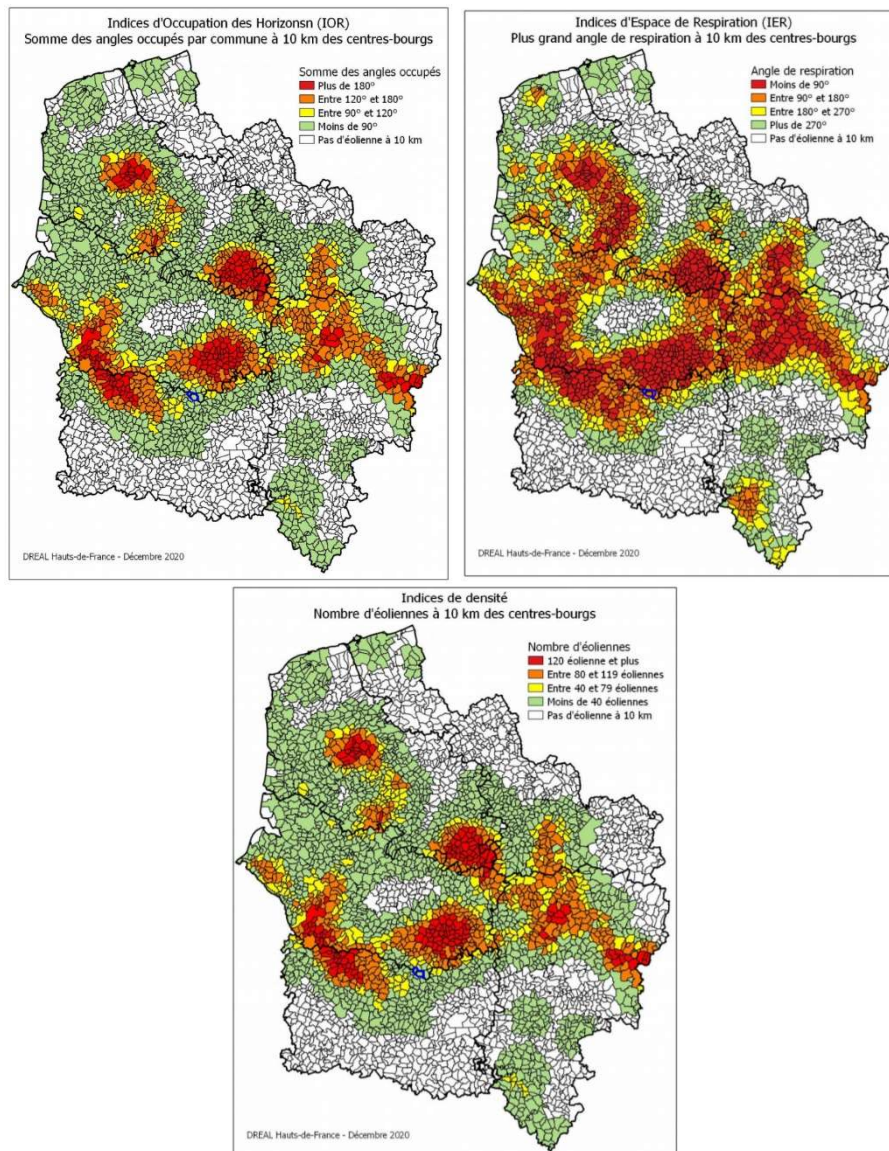 Indices d'Occupation des Horizonsn (IOR)
Somme des angles occupés par commune à 10 km des centres-bourgs
Somme des angles occupés
Plus de 180°
Entre 120° et 180°
Entre 90° et 120°
Moins de 90°
Pas d'éolienne à 10 km
DREAL Hauts-de-France - Décembre 2020
Indices d'Espace de Respiration (IER)
Plus grand angle de respiration à 10 km des centres-bourgs
Angle de respiration
Moins de 90°
Entre 90° et 180°
Entre 180° et 270°
Plus de 270°
Pas d'éolienne à 10 km
DREAL Hauts-de-France - Décembre 2020
Indices de densité
Nombre d'éoliennes à 10 km des centres-bourgs
Nombre d'éoliennes
120 éolienne et plus
Entre 80 et 119 éoliennes
Entre 40 et 79 éoliennes
Moins de 40 éoliennes
Pas d'éolienne à 10 km
DREAL Hauts-de-France - Décembre 2020